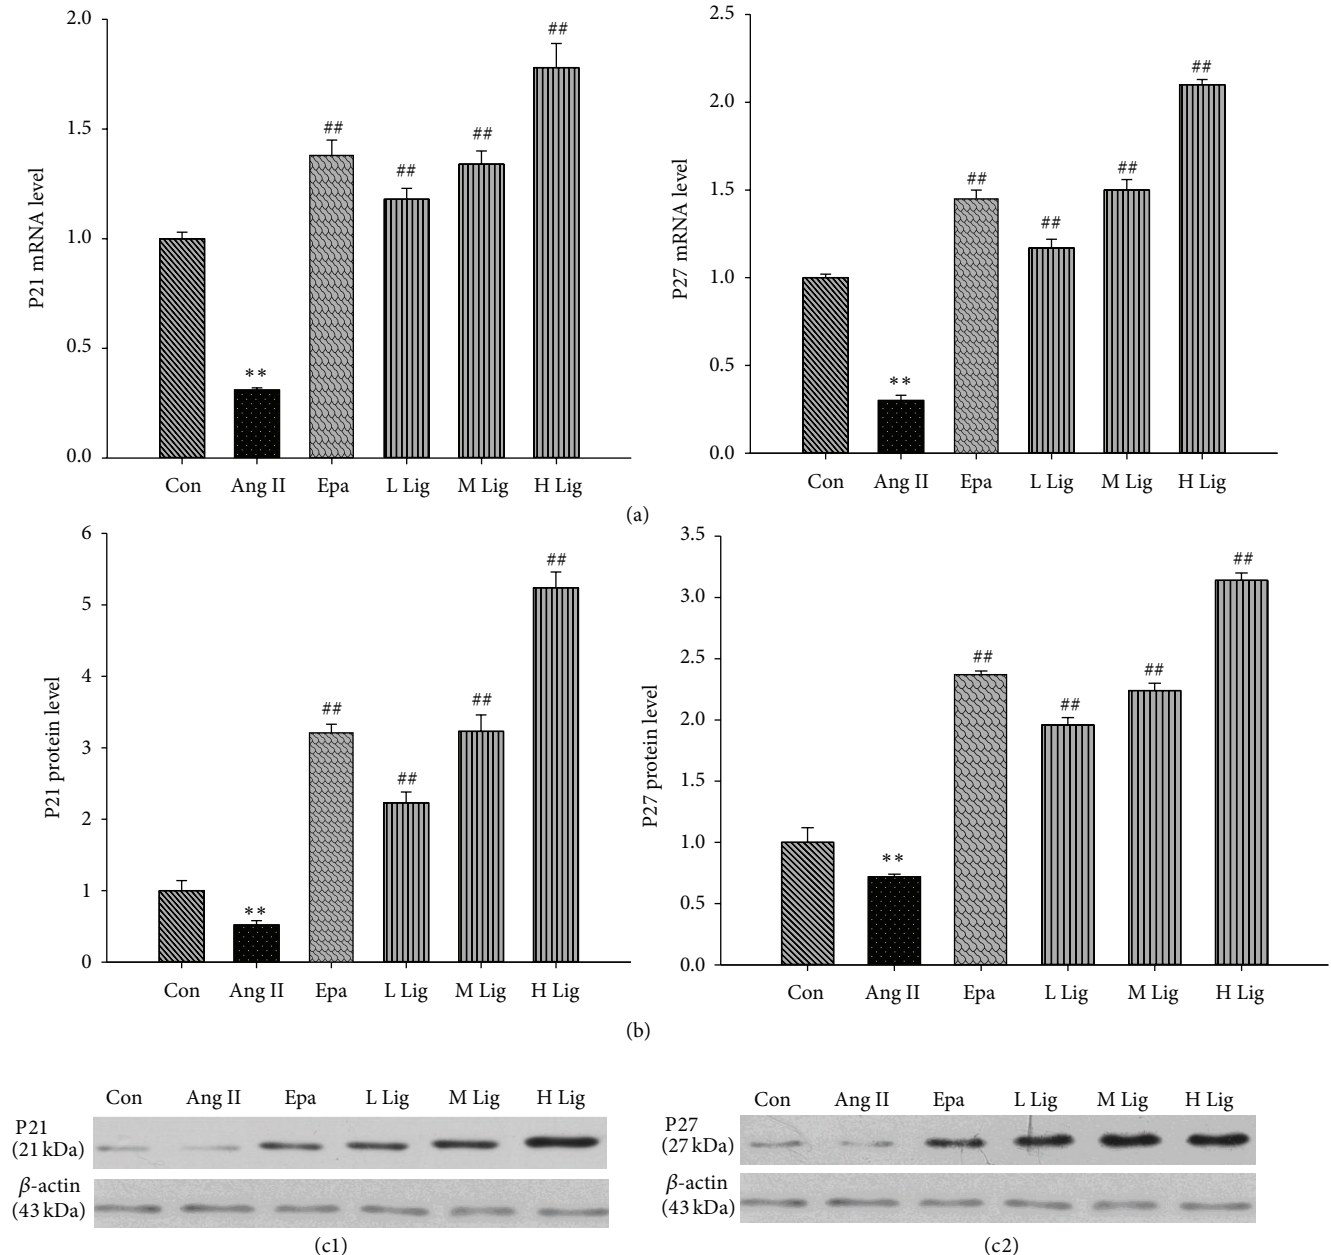 P21 mRNA level
2.0
1.5
1.0
0.5
0.0
**
##
##
##
##
Con Ang II Epa L Lig M Lig H Lig
P27 mRNA level
2.5
2.0
1.5
1.0
0.5
0.0
**
##
##
##
##
Con Ang II Epa L Lig M Lig H Lig
(a)
P21 protein level
6
5
4
3
2
1
0
**
##
##
##
##
Con Ang II Epa L Lig M Lig H Lig
P27 protein level
3.5
3.0
2.5
2.0
1.5
1.0
0.5
0.0
**
##
##
##
##
Con Ang II Epa L Lig M Lig H Lig
(b)
Con Ang II Epa L Lig M Lig H Lig
P21
(21 kDa)
β-actin
(43 kDa)
(c1)
Con Ang II Epa L Lig M Lig H Lig
P27
(27 kDa)
β-actin
(43 kDa)
(c2)